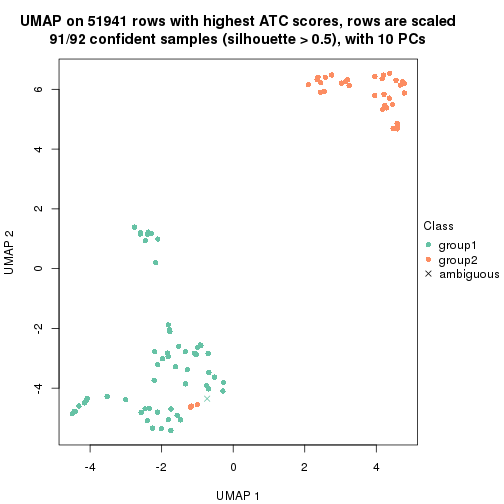 UMAP on 51941 rows with highest ATC scores, rows are scaled
91/92 confident samples (silhouette > 0.5), with 10 PCs
6
4
2
0
-2
-4
UMAP 2
-4
-2
0
2
4
UMAP 1
Class
group1
group2
ambiguous